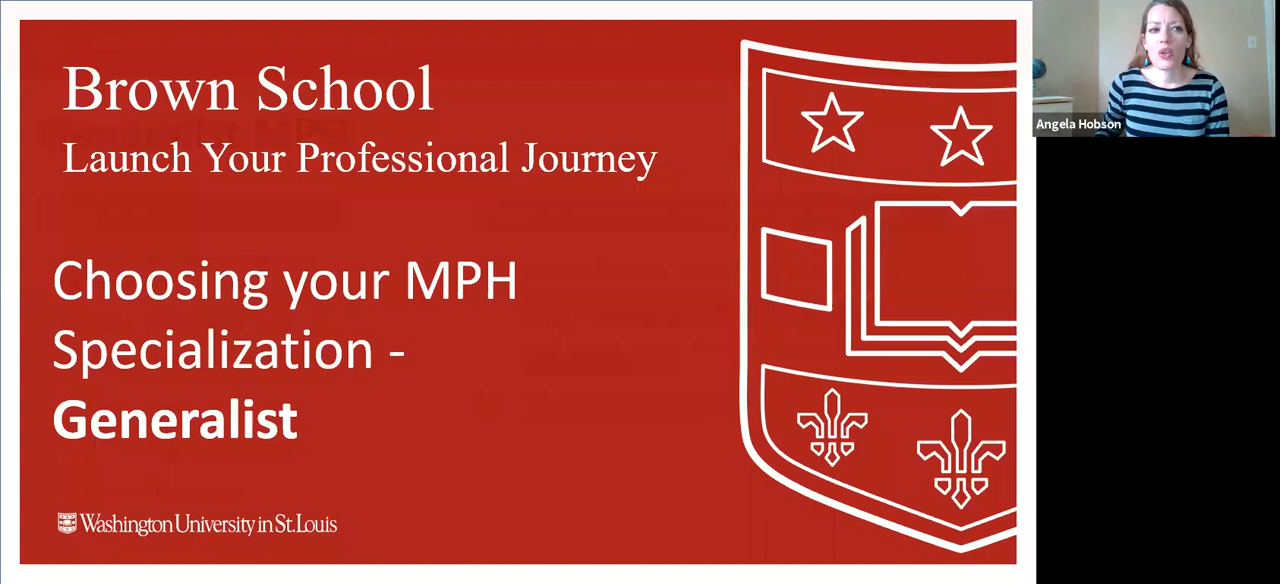 Brown School
Launch Your Professional Journey
Choosing your MPH
Specialization -
Generalist
Washington University in St. Louis
Angela Hobson